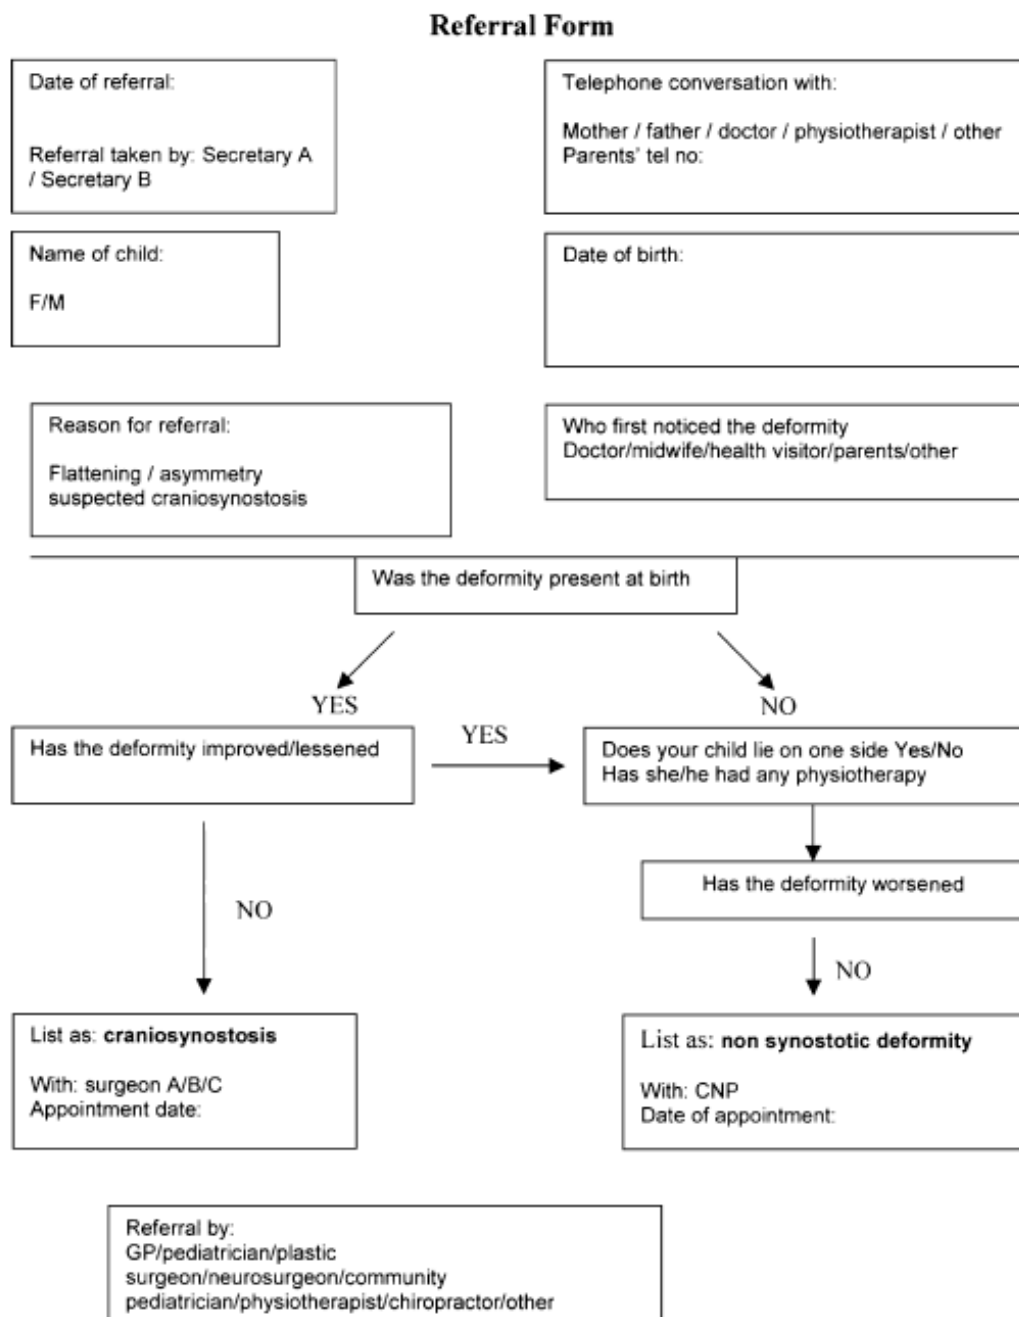 Referral Form
Date of referral:
Referral taken by: Secretary A
/ Secretary B
Telephone conversation with:
Mother / father / doctor / physiotherapist / other
Parents' tel no:
Name of child:
F/M
Date of birth:
Reason for referral:
Flattening / asymmetry
suspected craniosynostosis
Who first noticed the deformity
Doctor/midwife/health visitor/parents/other
Was the deformity present at birth
YES
NO
Has the deformity improved/lessened
YES
Does your child lie on one side Yes/No
Has she/he had any physiotherapy
Has the deformity worsened
NO
NO
List as: craniosynostosis
With: surgeon A/B/C
Appointment date:
List as: non synostotic deformity
With: CNP
Date of appointment:
Referral by:
GP/pediatrician/plastic
surgeon/neurosurgeon/community
pediatrician/physiotherapist/chiropractor/other